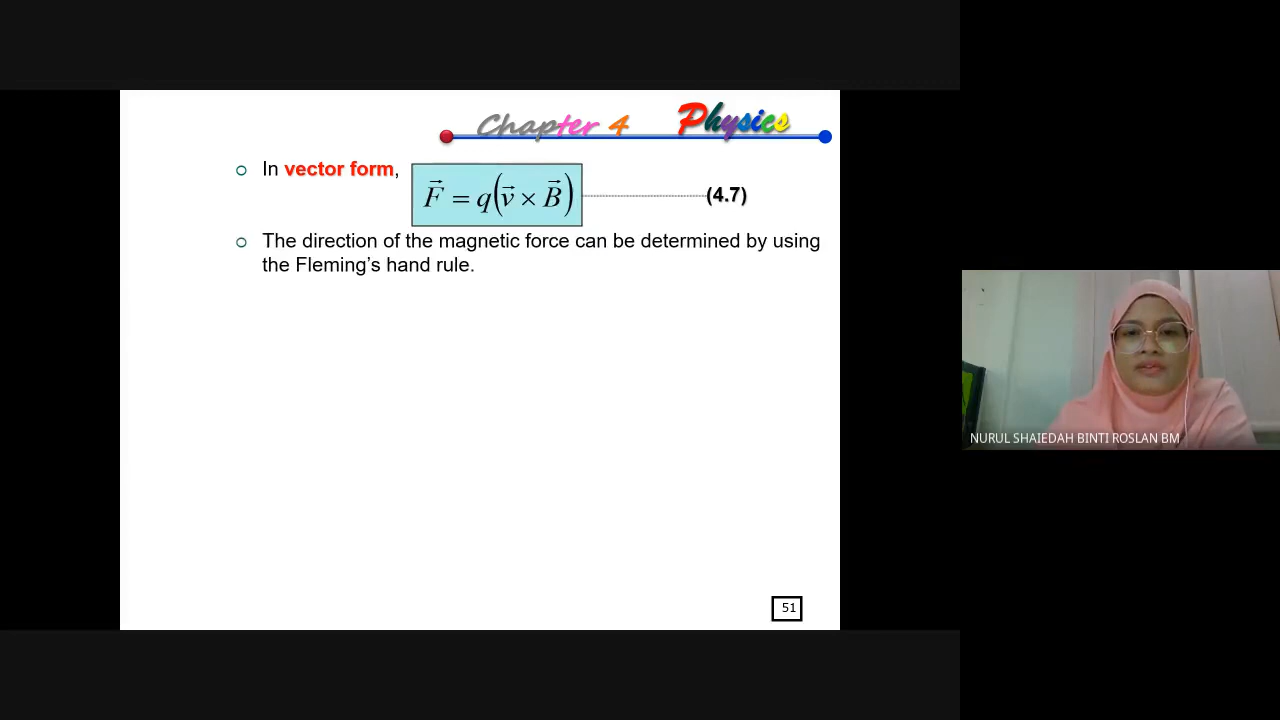 Chapter 4 Physics
In vector form, F⃗ = q(v⃗ × B⃗) (4.7)
The direction of the magnetic force can be determined by using
the Fleming’s hand rule.
51
NURUL SHAIEDAH BINTI ROSLAN BM